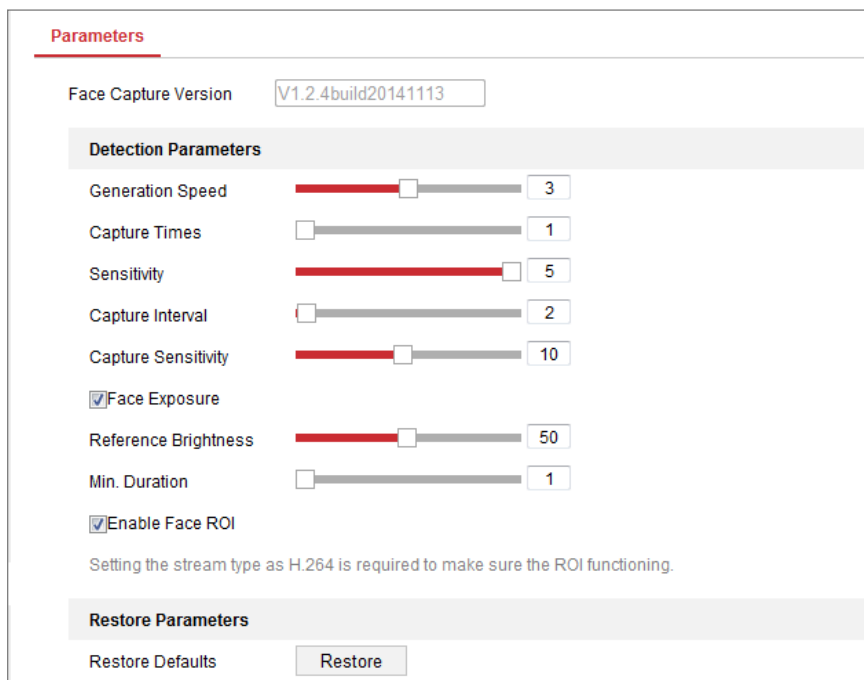 Parameters
Face Capture Version V1.2.4build20141113
Detection Parameters
Generation Speed 3
Capture Times 1
Sensitivity 5
Capture Interval 2
Capture Sensitivity 10
Face Exposure
Reference Brightness 50
Min. Duration 1
Enable Face ROI
Setting the stream type as H.264 is required to make sure the ROI functioning.
Restore Parameters
Restore Defaults Restore